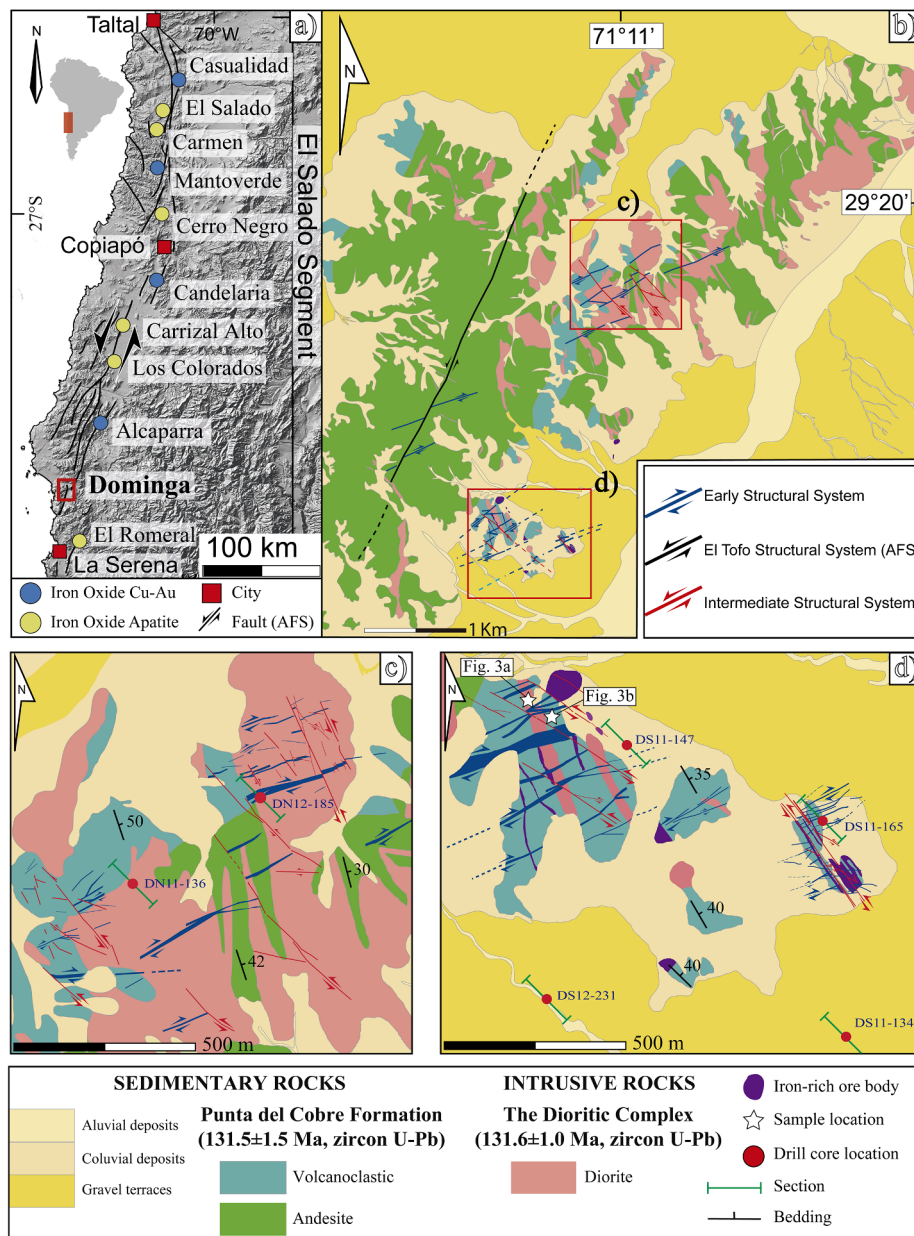 a)
Taltal
70°W
N
Casualidad
El Salado
Carmen
Mantoverde
27°S
Cerro Negro
Copiapó
Candelaria
El Salado Segment
Carrizal Alto
Los Colorados
Alcaparra
Dominga
El Romeral
100 km
La Serena
Iron Oxide Cu-Au
City
Iron Oxide Apatite
Fault (AFS)
b)
71°11'
N
29°20'
c)
d)
1 Km
Early Structural System
El Tofo Structural System (AFS
Intermediate Structural System
c)
N
50
DN12-185
30
DN11-136
42
500 m
d)
Fig. 3a
N
Fig. 3b
DS11-147
35
DS11-165
40
40
DS12-231
DS11-134
500 m
SEDIMENTARY ROCKS
Aluvial deposits
Coluvial deposits
Gravel terraces
Punta del Cobre Formation
(131.5±1.5 Ma, zircon U-Pb)
Volcanoclastic
Andesite
INTRUSIVE ROCKS
The Dioritic Complex
(131.6±1.0 Ma, zircon U-Pb)
Diorite
Iron-rich ore body
Sample location
Drill core location
Section
Bedding